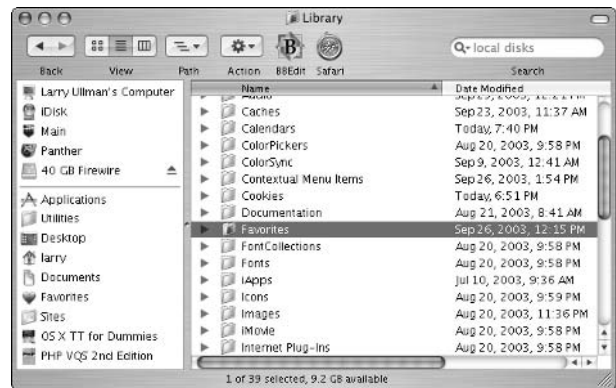 Library
local disks
Back View Path Action BBEdit Safari Search
Name Date Modified
Larry Ullman's Computer
iDisk
Main
Panther
40 GB Firewire
Applications
Utilities
Desktop
larry
Documents
Favorites
Sites
OS X TT for Dummies
PHP VQS 2nd Edition
Audio
Caches Sep 23, 2003, 11:37 AM
Calendars Today, 7:40 PM
ColorPickers Aug 20, 2003, 9:58 PM
ColorSync Sep 9, 2003, 12:41 AM
Contextual Menu Items Sep 26, 2003, 1:54 PM
Cookies Today, 6:51 PM
Documentation Aug 21, 2003, 8:41 AM
Favorites Sep 26, 2003, 12:15 PM
FontCollections Aug 20, 2003, 9:58 PM
Fonts Aug 20, 2003, 9:58 PM
iApps Jul 10, 2003, 9:36 AM
Icons Aug 20, 2003, 9:59 PM
Images Aug 20, 2003, 11:36 PM
iMovie Aug 20, 2003, 9:58 PM
Internet Plug-Ins Aug 20, 2003, 9:58 PM
1 of 39 selected, 9.2 GB available